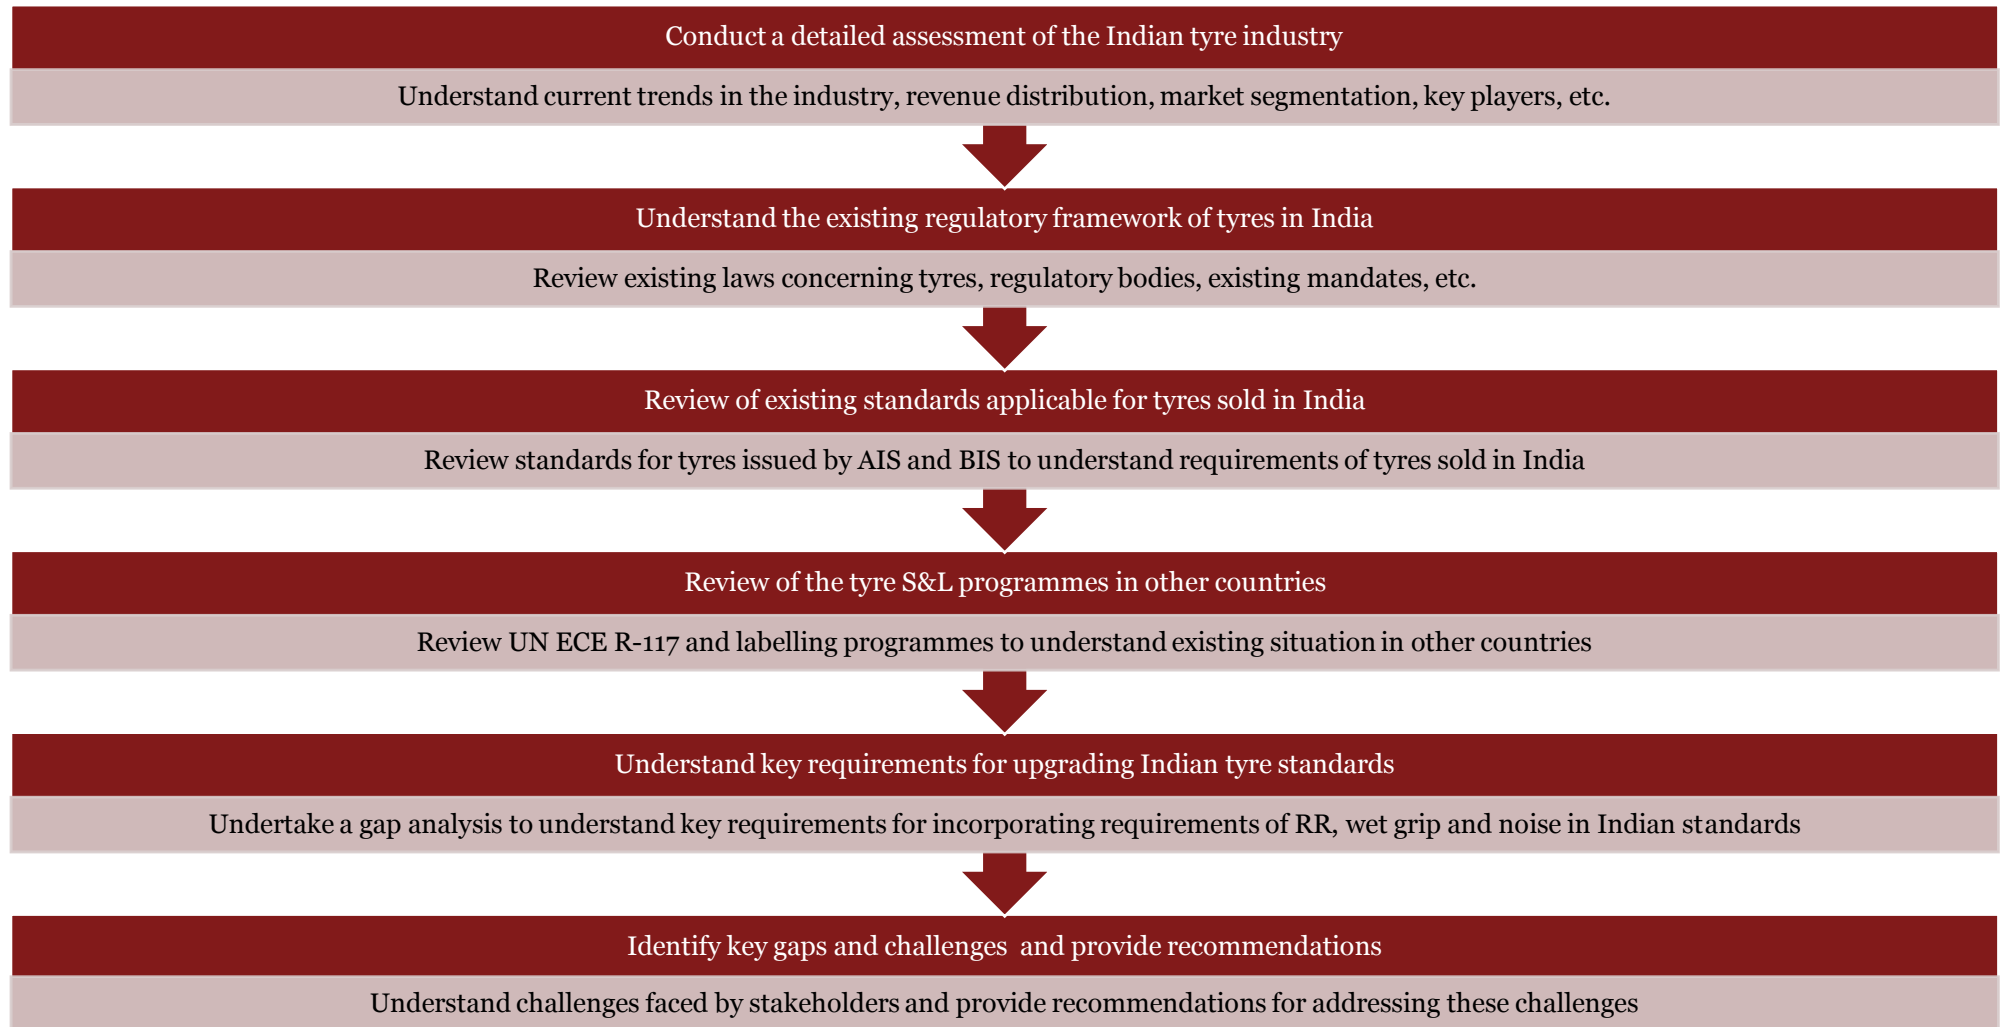 Conduct a detailed assessment of the Indian tyre industry
Understand current trends in the industry, revenue distribution, market segmentation, key players, etc.
Understand the existing regulatory framework of tyres in India
Review existing laws concerning tyres, regulatory bodies, existing mandates, etc.
Review of existing standards applicable for tyres sold in India
Review standards for tyres issued by AIS and BIS to understand requirements of tyres sold in India
Review of the tyre S&L programmes in other countries
Review UN ECE R-117 and labelling programmes to understand existing situation in other countries
Understand key requirements for upgrading Indian tyre standards
Undertake a gap analysis to understand key requirements for incorporating requirements of RR, wet grip and noise in Indian standards
Identify key gaps and challenges and provide recommendations
Understand challenges faced by stakeholders and provide recommendations for addressing these challenges